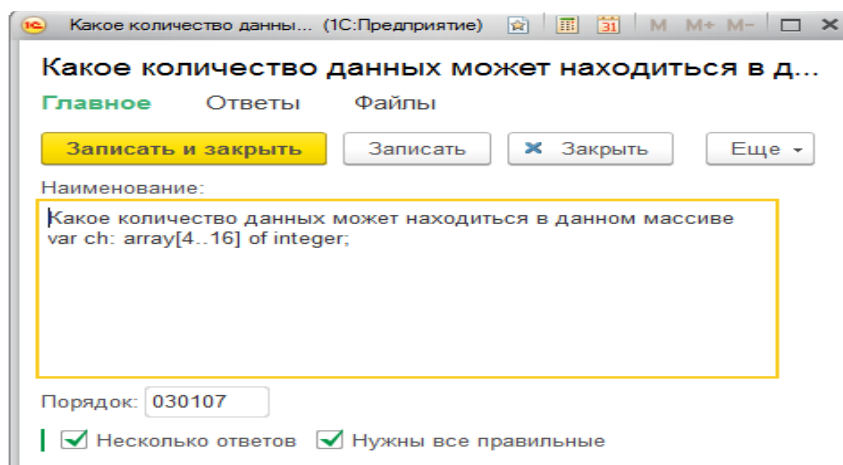 1С Какое количество данны... (1С:Предприятие) 31 M M+ M-
Какое количество данных может находиться в д...
Главное Ответы Файлы
Записать и закрыть Записать Закрыть Еще
Наименование:
Какое количество данных может находиться в данном массиве
var ch: array[4..16] of integer;
Порядок: 030107
Несколько ответов Нужны все правильные